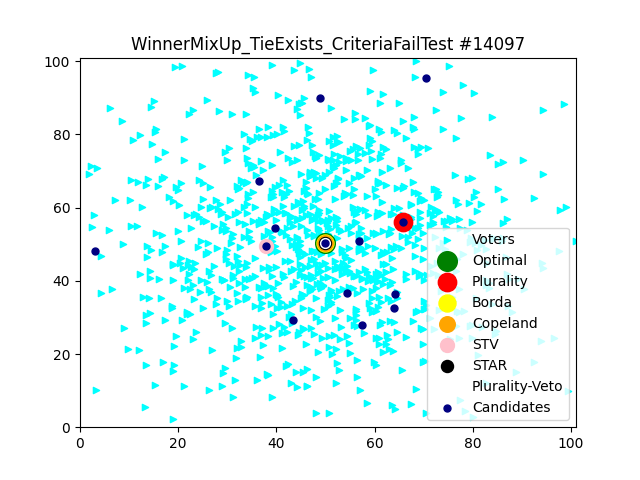 WinnerMixUp_TieExists_CriteriaFailTest #14097
100
80
60
40
20
0
0
20
40
60
80
100
Voters
Optimal
Plurality
Borda
Copeland
STV
STAR
Plurality-Veto
Candidates